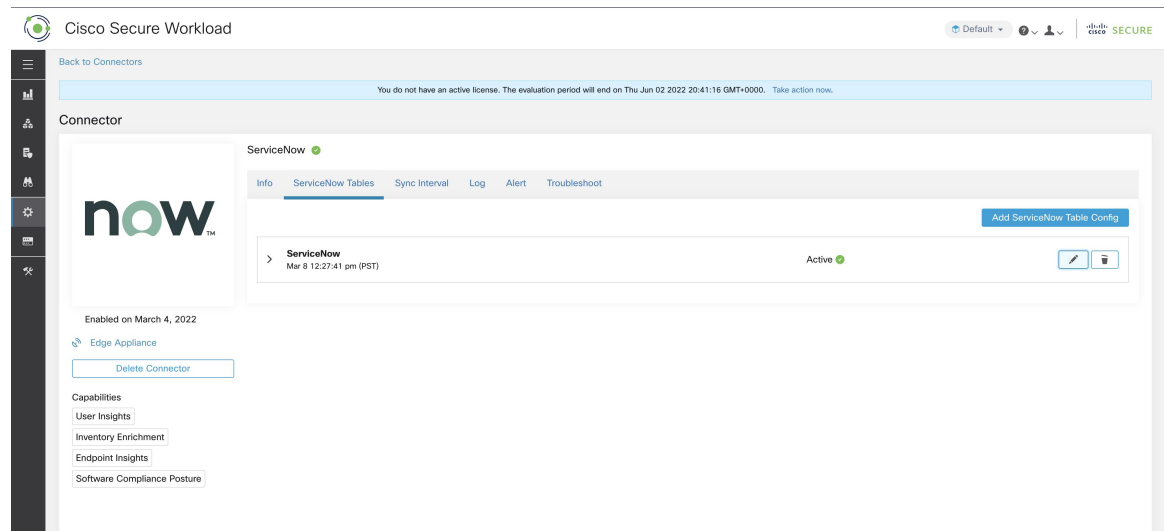 Cisco Secure Workload
Default
cisco SECURE
Back to Connectors
You do not have an active license. The evaluation period will end on Thu Jun 02 2022 20:41:16 GMT+0000. Take action now.
Connector
now™
ServiceNow
Info ServiceNow Tables Sync Interval Log Alert Troubleshoot
Add ServiceNow Table Config
ServiceNow
Mar 8 12:27:41 pm (PST)
Active
Enabled on March 4, 2022
Edge Appliance
Delete Connector
Capabilities
User Insights
Inventory Enrichment
Endpoint Insights
Software Compliance Posture